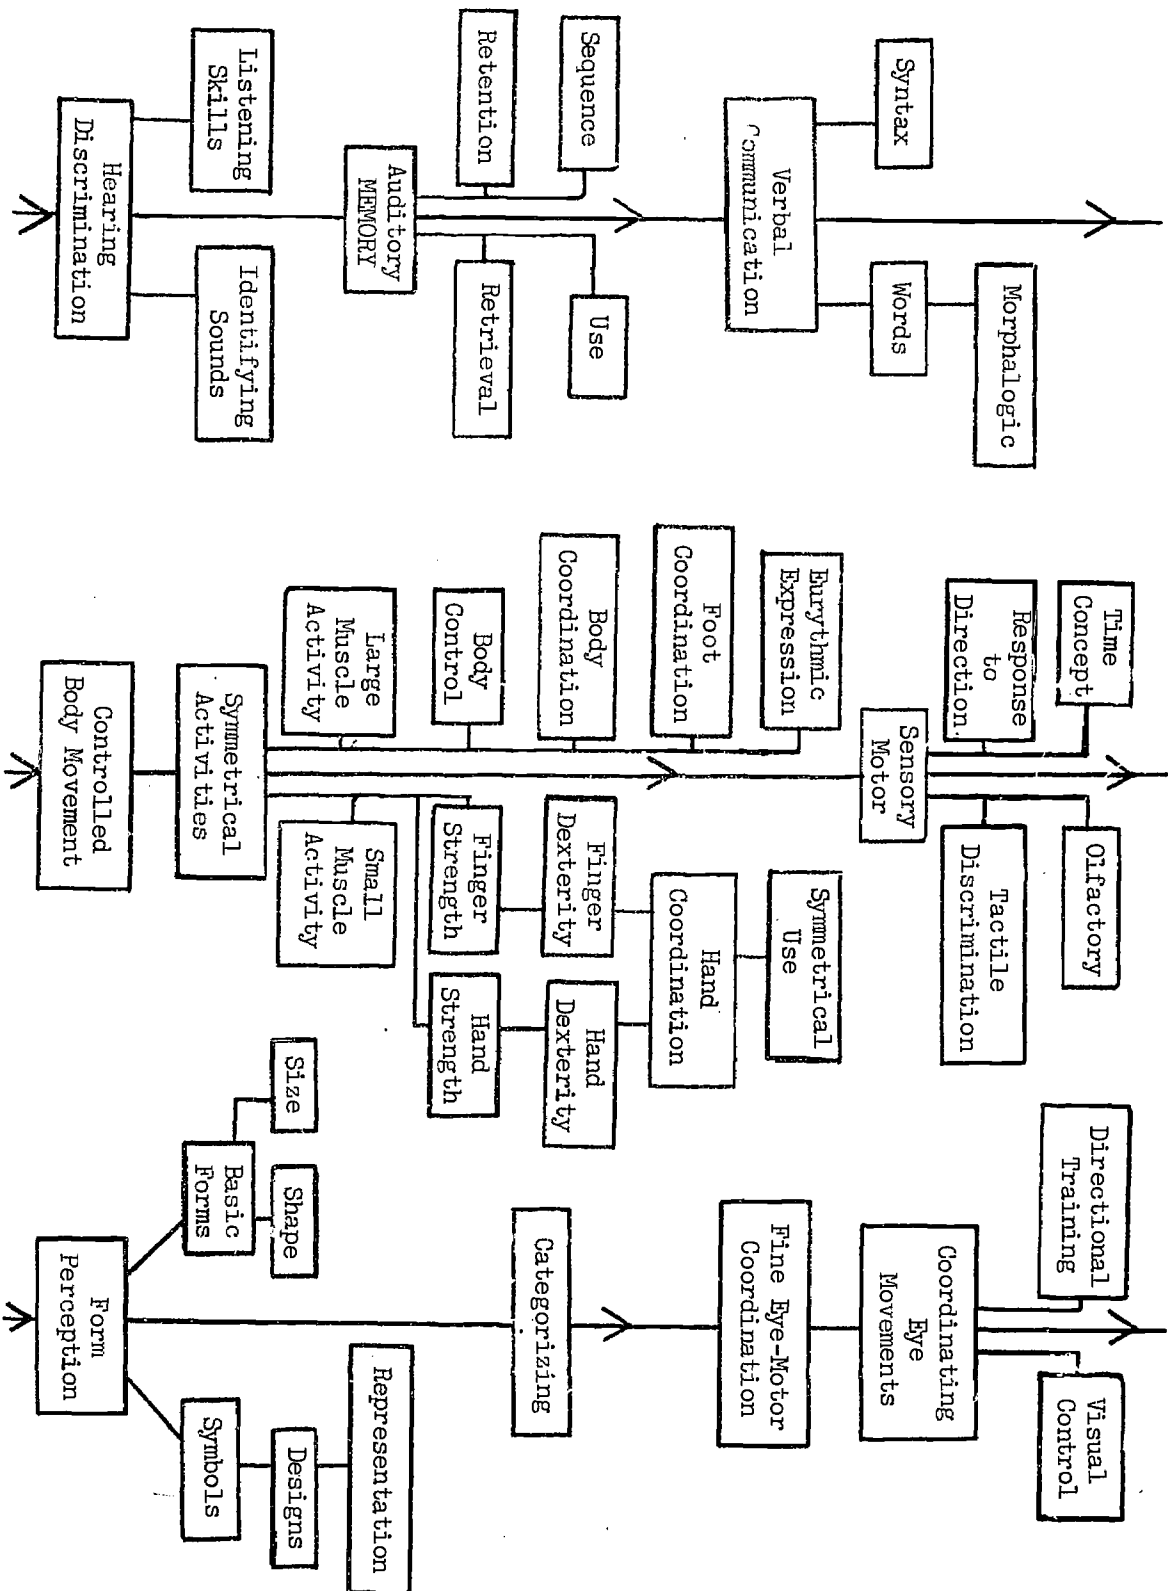 Listening
Skills
Hearing
Discrimination
Identifying
Sounds
Retention
Sequence
Auditory
MEMORY
Retrieval
Use
Syntax
Verbal
Communication
Words
Morphalogic
Controlled
Body Movement
Symmetrical
Activities
Large
Muscle
Activity
Body
Control
Body
Coordination
Foot
Coordination
Eurythmic
Expression
Small
Muscle
Activity
Finger
Strength
Finger
Dexterity
Hand
Strength
Hand
Dexterity
Hand
Coordination
Symmetrical
Use
Sensory
Motor
Response
to
Direction
Time
Concept
Tactile
Discrimination
Olfactory
Form
Perception
Basic
Forms
Size
Shape
Symbols
Designs
Representation
Categorizing
Fine Eye-Motor
Coordination
Coordinating
Eye
Movements
Directional
Training
Visual
Control